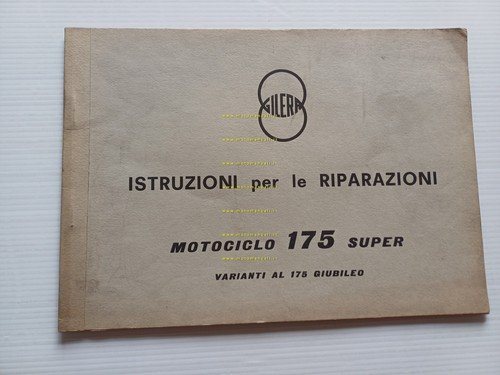 GILERA
ISTRUZIONI per le RIPARAZIONI
MOTOCICLO 175 SUPER
VARIANTI AL 175 GIUBILEO